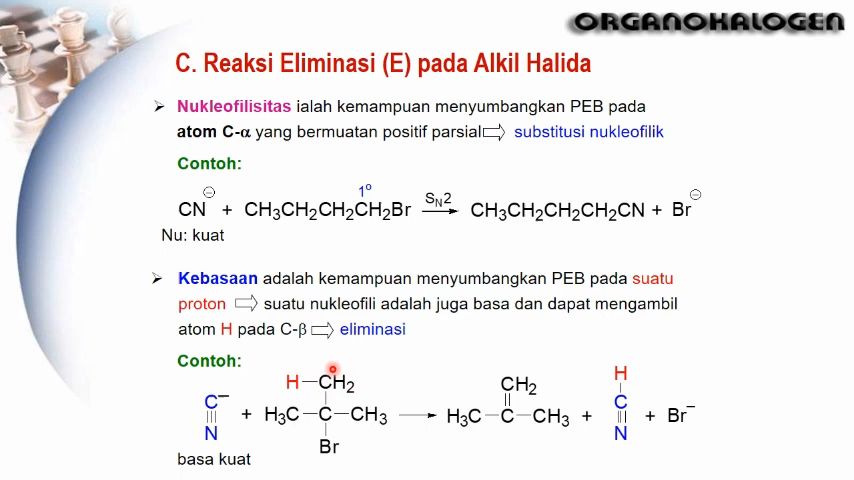 ORGANOHALOGEN
C. Reaksi Eliminasi (E) pada Alkil Halida
➢ Nukleofilisitas ialah kemampuan menyumbangkan PEB pada
atom C-α yang bermuatan positif parsial⇨ substitusi nukleofilik
Contoh:
CN⊖ + CH₃CH₂CH₂CH₂Br 1° SN2 ⟶ CH₃CH₂CH₂CH₂CN + Br⊖
Nu: kuat
➢ Kebasaan adalah kemampuan menyumbangkan PEB pada suatu
proton ⇨ suatu nukleofili adalah juga basa dan dapat mengambil
atom H pada C-β ⇨ eliminasi
Contoh:
H—CH₂ CH₂ H
C⁻ + H₃C—C—CH₃ ⟶ H₃C—C—CH₃ + C + Br⁻
N Br N
basa kuat